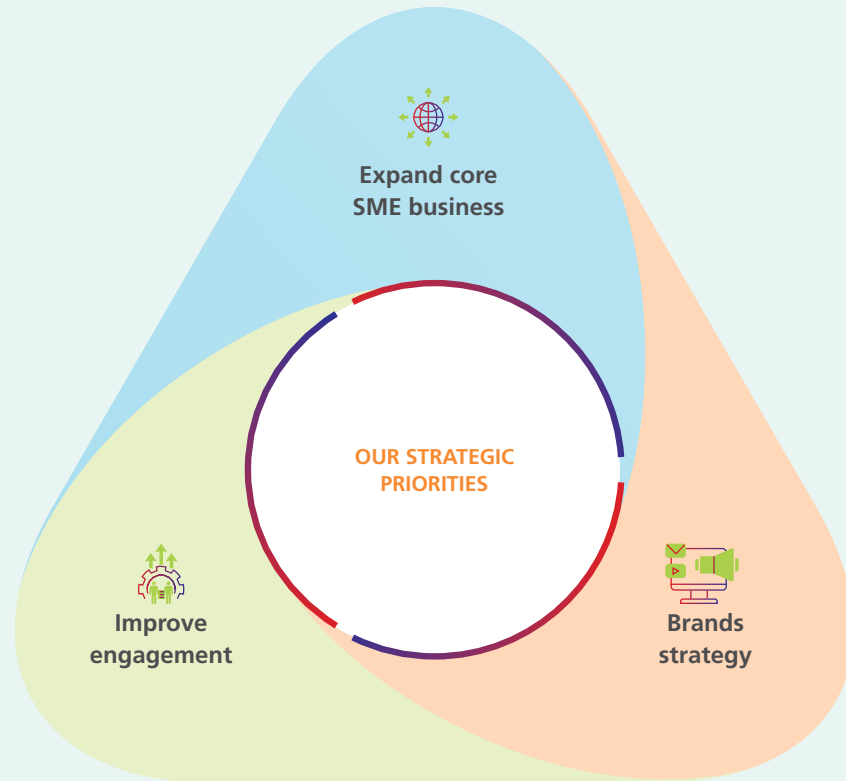 Expand core
SME business
OUR STRATEGIC
PRIORITIES
Improve
engagement
Brands
strategy